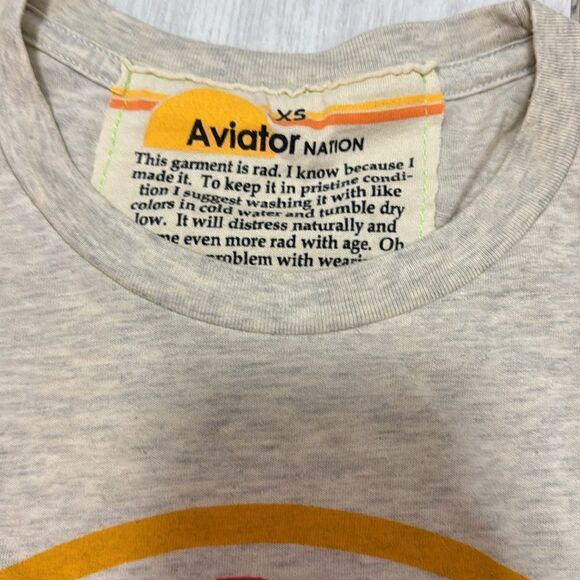 XS
Aviator NATION
This garment is rad. I know because I
made it. To keep it in pristine condi-
tion I suggest washing it with like
colors in cold water and tumble dry
low. It will distress naturally and
even more rad with age. Oh
problem with